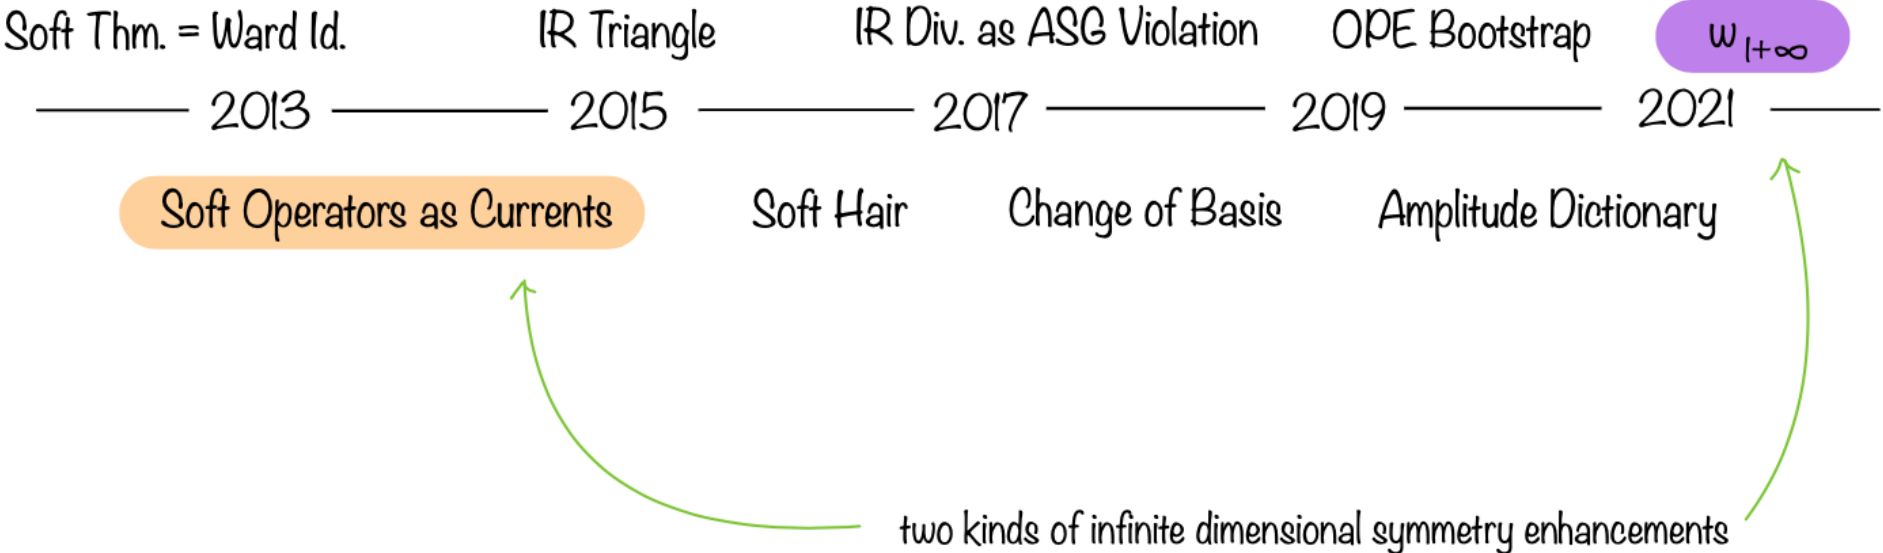 Soft Thm. = Ward Id. IR Triangle IR Div. as ASG Violation OPE Bootstrap w1+∞
2013 2015 2017 2019 2021
Soft Operators as Currents Soft Hair Change of Basis Amplitude Dictionary
two kinds of infinite dimensional symmetry enhancements